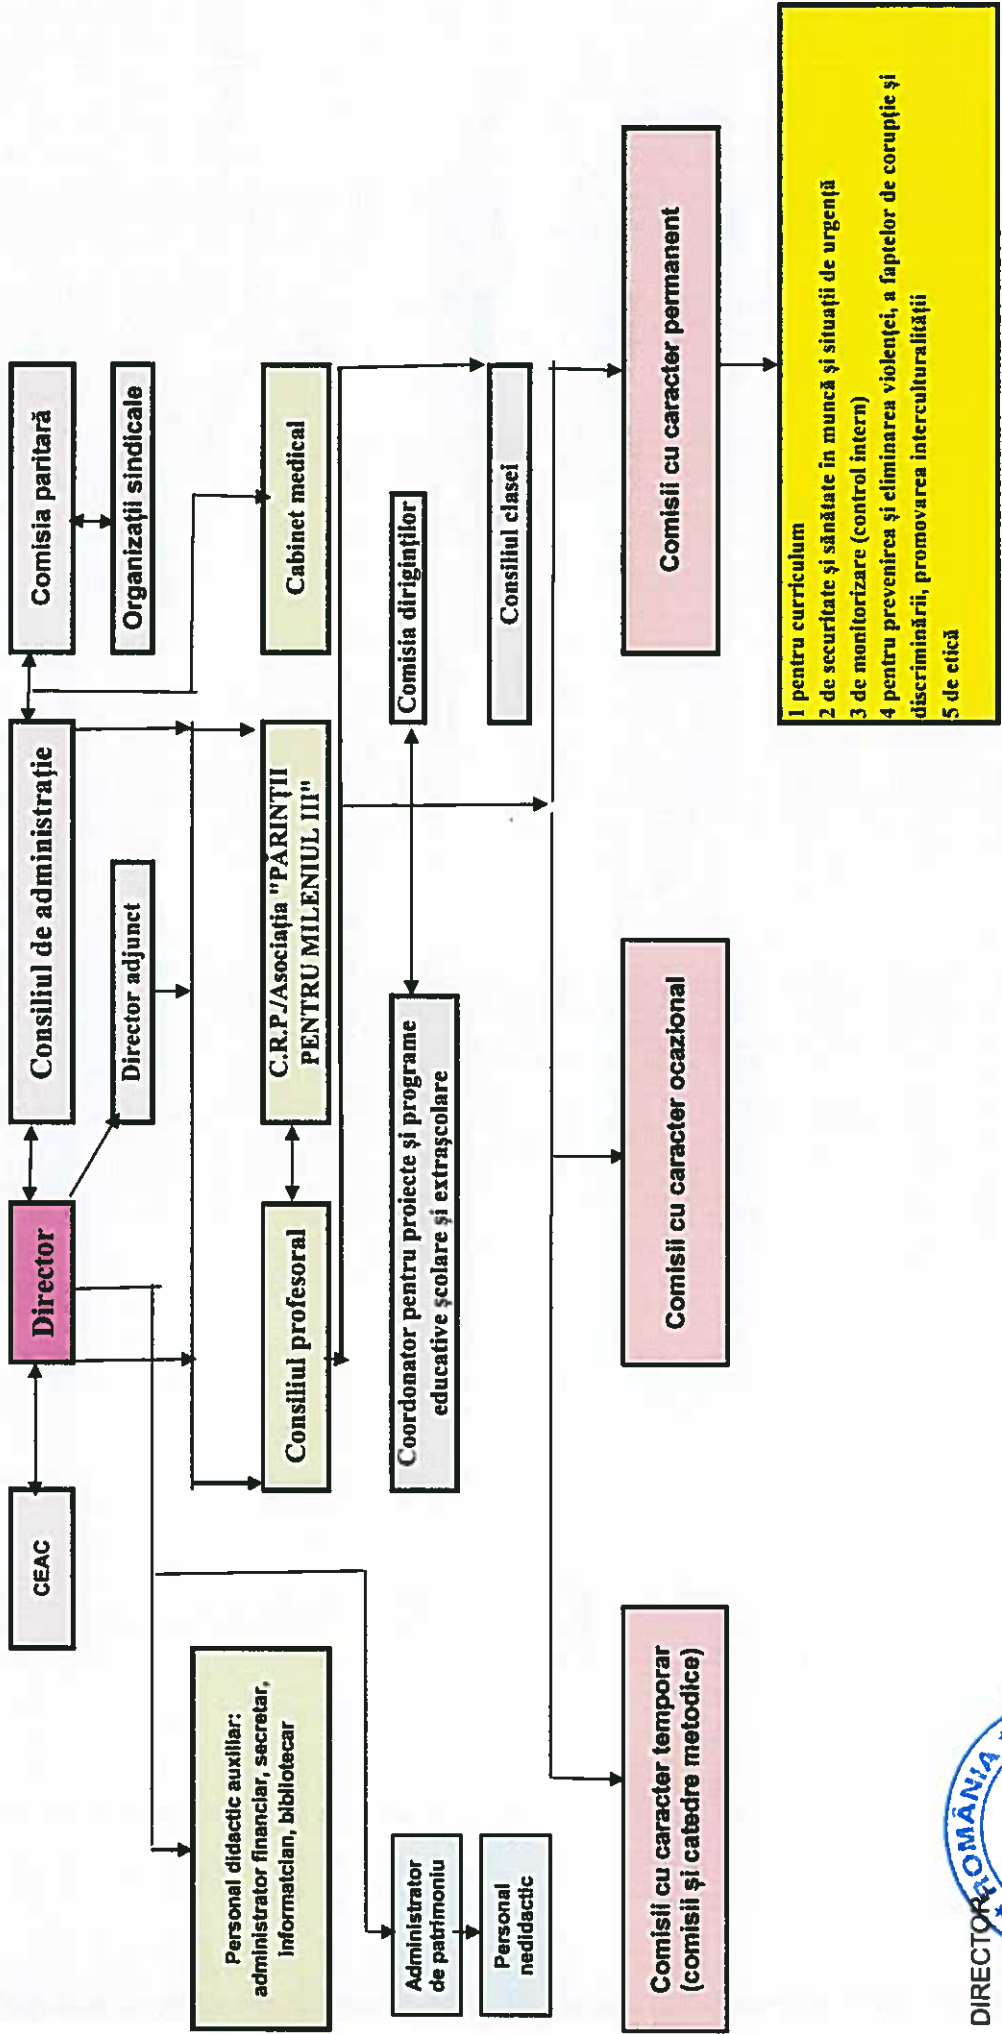 CEAC
Director
Consiliul de administrație
Comisia paritară
Organizații sindicale
Director adjunct
Personal didactic auxiliar:
administrator financiar, secretar,
informatcian, bibliotecar
Consiliul profesoral
C.R.P./Asociația "PĂRINȚII
PENTRU MILENIUL III"
Cabinet medical
Administrator
de patrimoniu
Personal
nedidactic
Coordonator pentru proiecte și programe
educative școlare și extrașcolare
Comisia diriginților
Consiliul clasei
Comisii cu caracter temporar
(comisii și catedre metodice)
Comisii cu caracter ocazional
Comisii cu caracter permanent
1 pentru curriculum
2 de securitate și sănătate în muncă și situații de urgență
3 de monitorizare (control intern)
4 pentru prevenirea și eliminarea violenței, a faptelor de corupție și
discriminării, promovarea interculturalității
5 de etică
DIRECTOR
ROMÂNIA